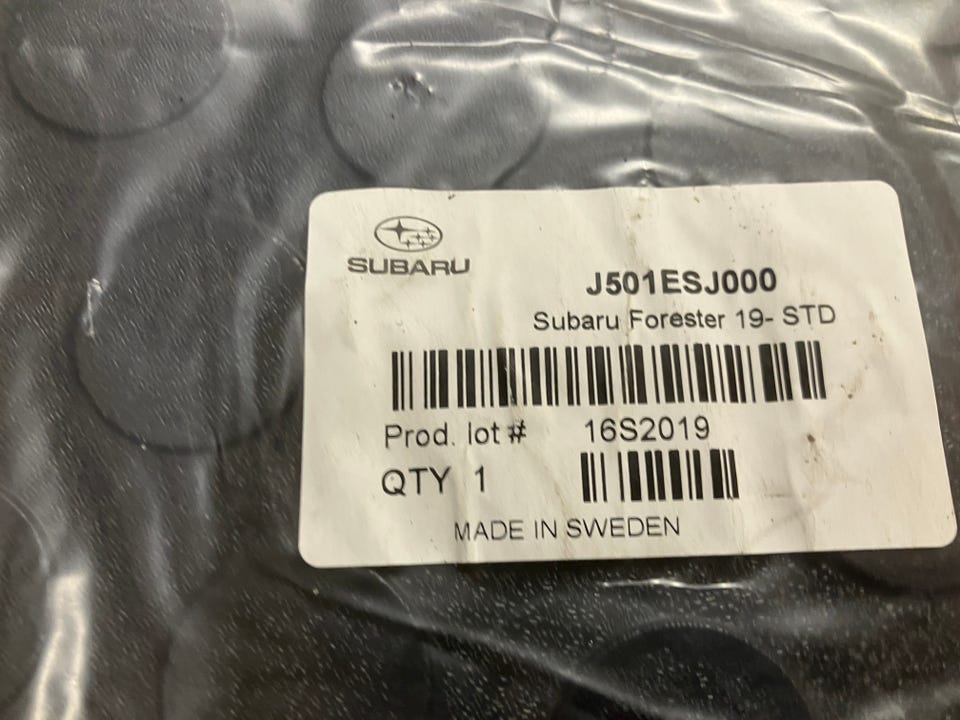 SUBARU
J501ESJ000
Subaru Forester 19- STD
Prod. lot # 16S2019
QTY 1
MADE IN SWEDEN